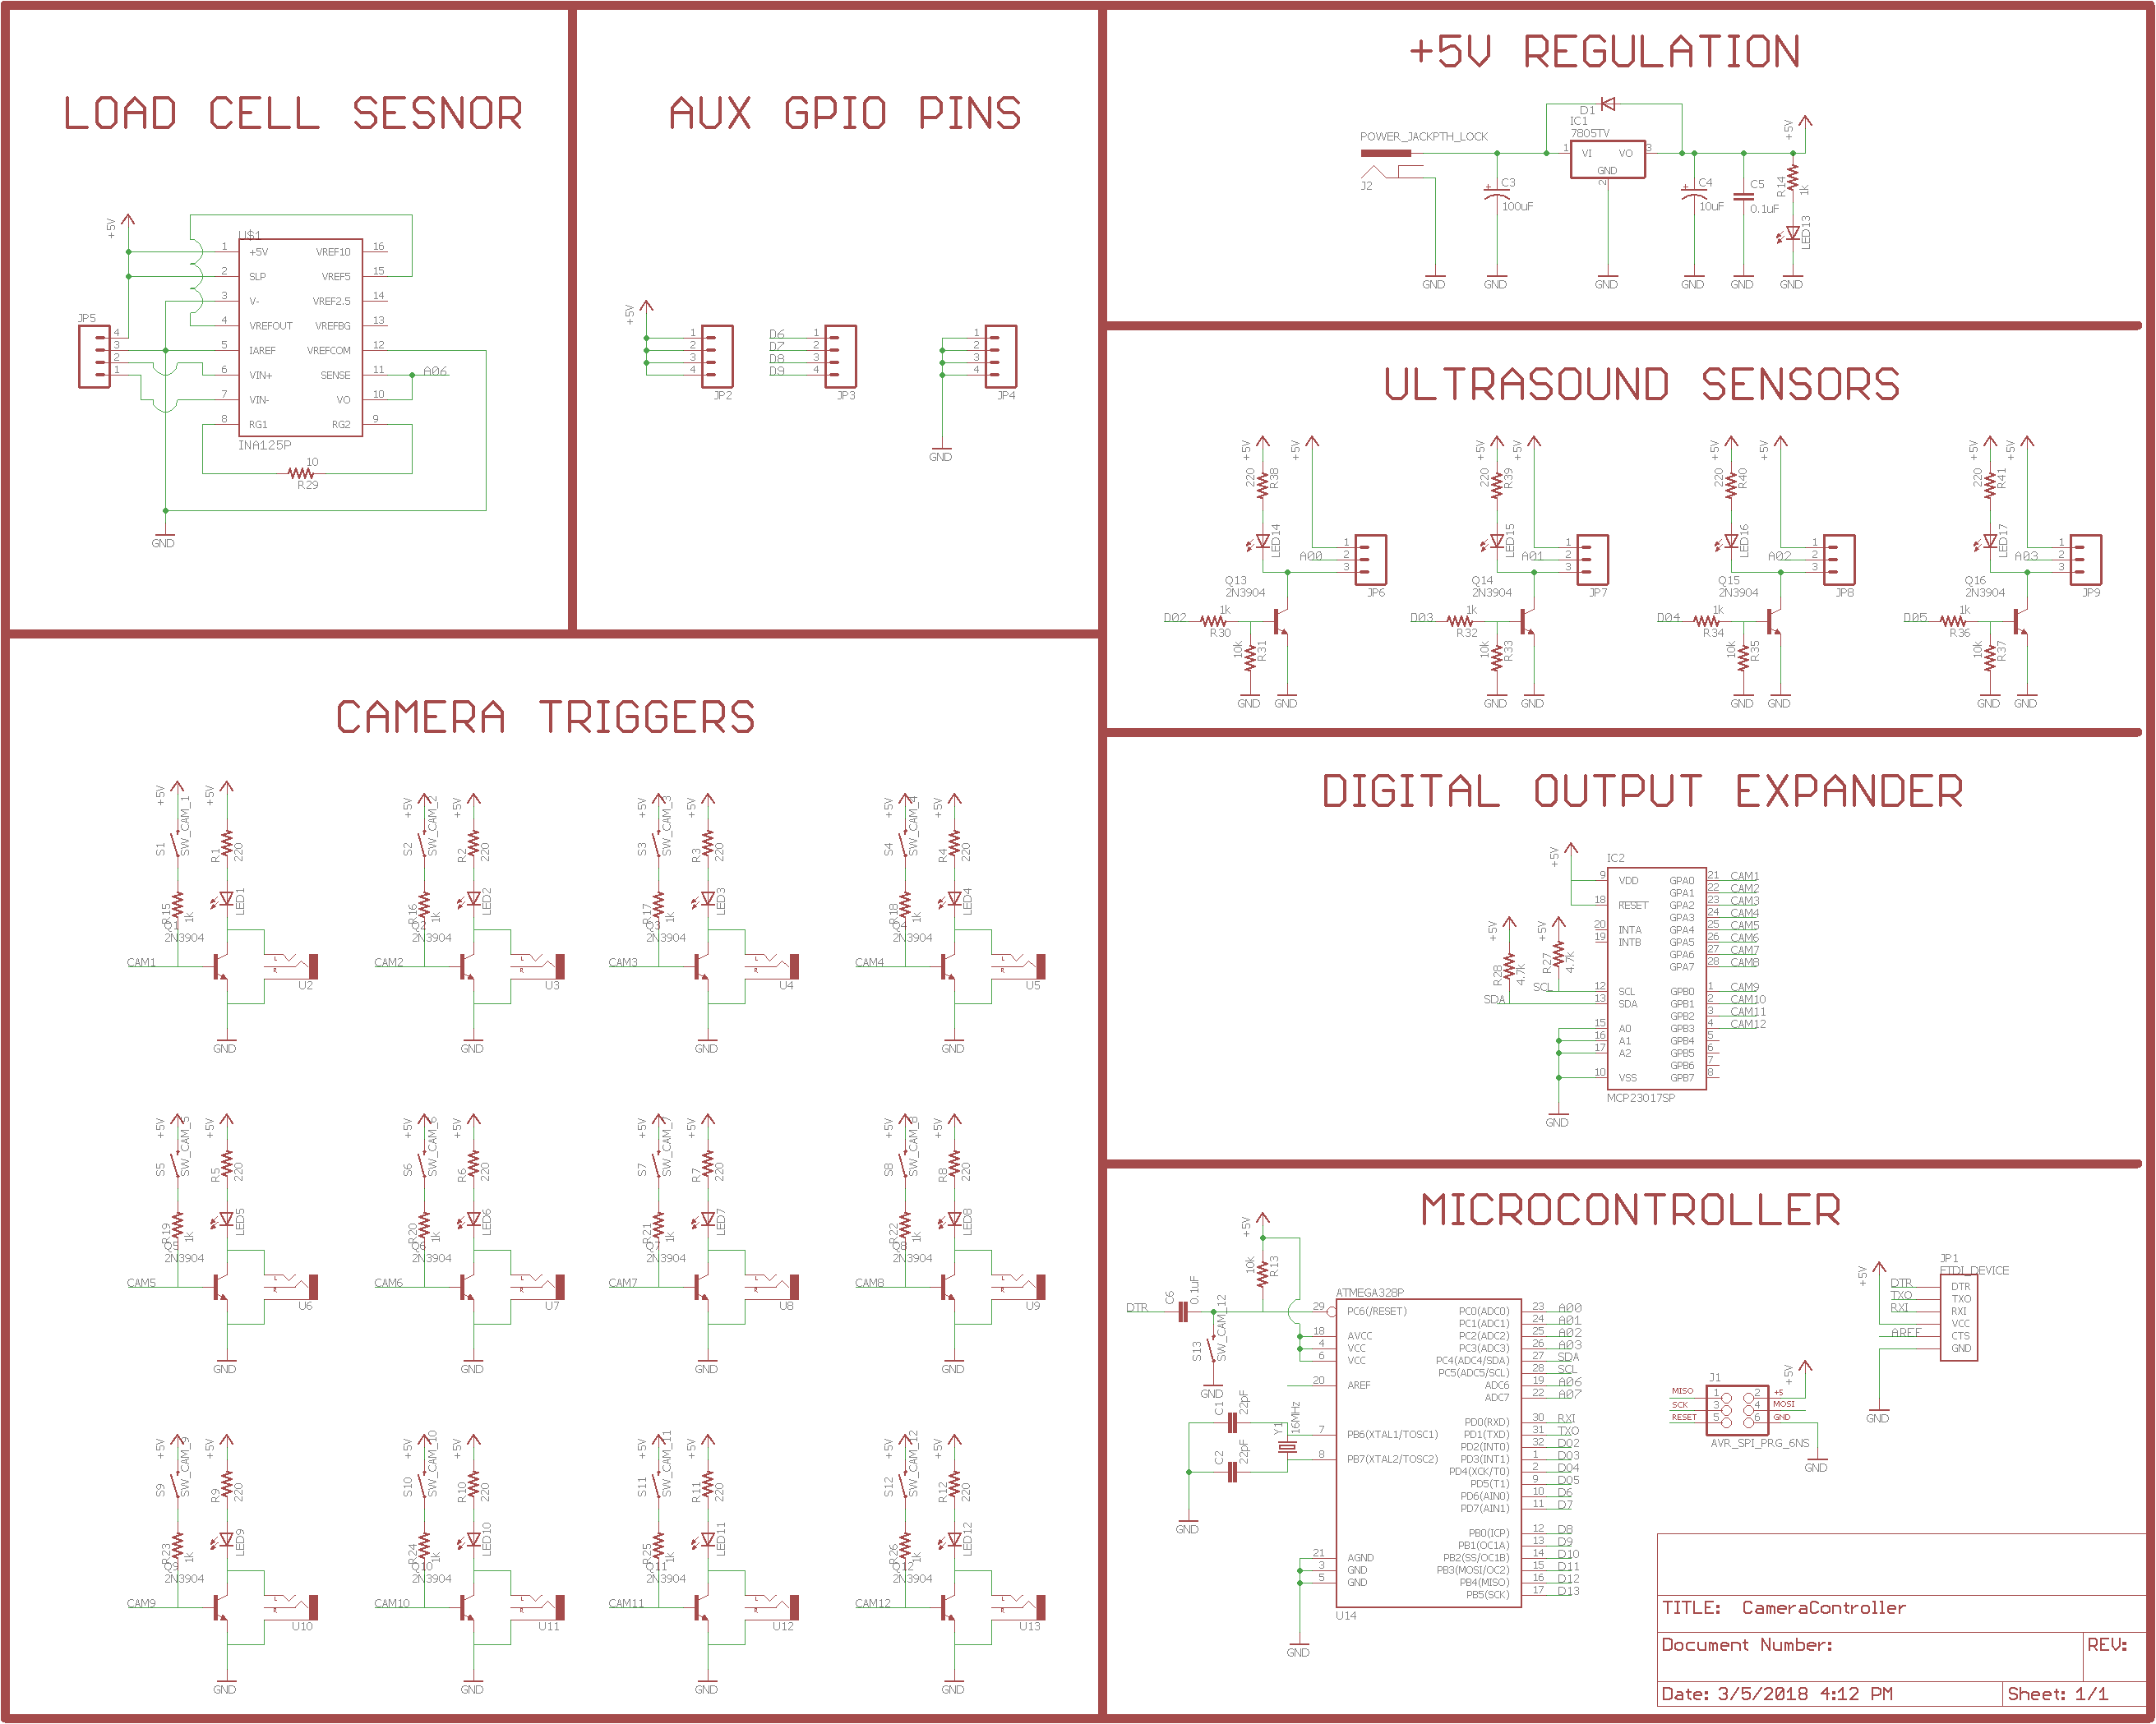 LOAD CELL SESNOR
+5V
U$1
1 +5V VREF10 16
2 SLP VREF5 15
3 V- VREF2.5 14
4 VREFOUT VREFBG 13
5 IAREF VREFCOM 12
6 VIN+ SENSE 11 A06
7 VIN- VO 10
8 RG1 RG2 9
INA125P
JP5
4
3
2
1
10
R29
GND
AUX GPIO PINS
+5V
1
2
3
4
JP2
D6 1
D7 2
D8 3
D9 4
JP3
1
2
3
4
JP4
GND
+5V REGULATION
POWER_JACKPTH_LOCK
J2
D1
IC1
7805TV
1 VI VO 3
GND
2
C3
100uF
C4
10uF
C5
0.1uF
+5V
R14
1k
LED13
GND GND GND GND GND GND
ULTRASOUND SENSORS
+5V +5V +5V +5V +5V +5V +5V +5V
220 R38 220 R39 220 R40 220 R41
LED14 LED15 LED16 LED17
1 1 1 1
A00 2 A01 2 A02 2 A03 2
3 3 3 3
JP6 JP7 JP8 JP9
Q13 Q14 Q15 Q16
2N3904 2N3904 2N3904 2N3904
1k 1k 1k 1k
D02 D03 D04 D05
R30 R32 R34 R36
10k R31 10k R33 10k R35 10k R37
GND GND GND GND GND GND GND GND
CAMERA TRIGGERS
+5V +5V +5V +5V +5V +5V +5V +5V
S1 SW_CAM_1 R1 220 S2 SW_CAM_2 R2 220 S3 SW_CAM_3 R3 220 S4 SW_CAM_4 R4 220
R15 1k LED1 R16 1k LED2 R17 1k LED3 R18 1k LED4
Q1 Q2 Q3 Q4
2N3904 2N3904 2N3904 2N3904
CAM1 L R CAM2 L R CAM3 L R CAM4 L R
U2 U3 U4 U5
GND GND GND GND
+5V +5V +5V +5V +5V +5V +5V +5V
S5 SW_CAM_5 R5 220 S6 SW_CAM_6 R6 220 S7 SW_CAM_7 R7 220 S8 SW_CAM_8 R8 220
R19 1k LED5 R20 1k LED6 R21 1k LED7 R22 1k LED8
Q5 Q6 Q7 Q8
2N3904 2N3904 2N3904 2N3904
CAM5 L R CAM6 L R CAM7 L R CAM8 L R
U6 U7 U8 U9
GND GND GND GND
+5V +5V +5V +5V +5V +5V +5V +5V
S9 SW_CAM_9 R9 220 S10 SW_CAM_10 R10 220 S11 SW_CAM_11 R11 220 S12 SW_CAM_12 R12 220
R23 1k LED9 R24 1k LED10 R25 1k LED11 R26 1k LED12
Q9 Q10 Q11 Q12
2N3904 2N3904 2N3904 2N3904
CAM9 L R CAM10 L R CAM11 L R CAM12 L R
U10 U11 U12 U13
GND GND GND GND
DIGITAL OUTPUT EXPANDER
+5V
IC2
9 VDD GPA0 21 CAM1
GPA1 22 CAM2
18 RESET GPA2 23 CAM3
GPA3 24 CAM4
20 INTA GPA4 25 CAM5
19 INTB GPA5 26 CAM6
GPA6 27 CAM7
GPA7 28 CAM8
+5V +5V
R28 4.7k R27 4.7k
SCL 12 SCL GPB0 1 CAM9
SDA 13 SDA GPB1 2 CAM10
GPB2 3 CAM11
15 A0 GPB3 4 CAM12
16 A1 GPB4 5
17 A2 GPB5 6
GPB6 7
10 VSS GPB7 8
MCP23017SP
GND
MICROCONTROLLER
+5V
10k R13
ATMEGA328P
DTR C6 0.1uF
S13 SW_CAM_12
GND
29 PC6(/RESET) PC0(ADC0) 23 A00
PC1(ADC1) 24 A01
18 AVCC PC2(ADC2) 25 A02
4 VCC PC3(ADC3) 26 A03
6 VCC PC4(ADC4/SDA) 27 SDA
PC5(ADC5/SCL) 28 SCL
20 AREF ADC6 19 A06
ADC7 22 A07
C1 22pF
Y1 16MHz
C2 22pF
GND
PD0(RXD) 30 RXI
7 PB6(XTAL1/TOSC1) PD1(TXD) 31 TXO
PD2(INT0) 32 D02
8 PB7(XTAL2/TOSC2) PD3(INT1) 1 D03
PD4(XCK/T0) 2 D04
PD5(T1) 9 D05
PD6(AIN0) 10 D6
PD7(AIN1) 11 D7
PB0(ICP) 12 D8
PB1(OC1A) 13 D9
21 AGND PB2(SS/OC1B) 14 D10
3 GND PB3(MOSI/OC2) 15 D11
5 GND PB4(MISO) 16 D12
PB5(SCK) 17 D13
U14
GND
JP1
FTDI_DEVICE
+5V
DTR DTR
TXO TXO
RXI RXI
VCC
AREF CTS
GND
GND
J1
+5V
MISO 1 2 +5
SCK 3 4 MOSI
RESET 5 6 GND
AVR_SPI_PRG_6NS
GND
TITLE: CameraController
Document Number:
REV:
Date: 3/5/2018 4:12 PM
Sheet: 1/1